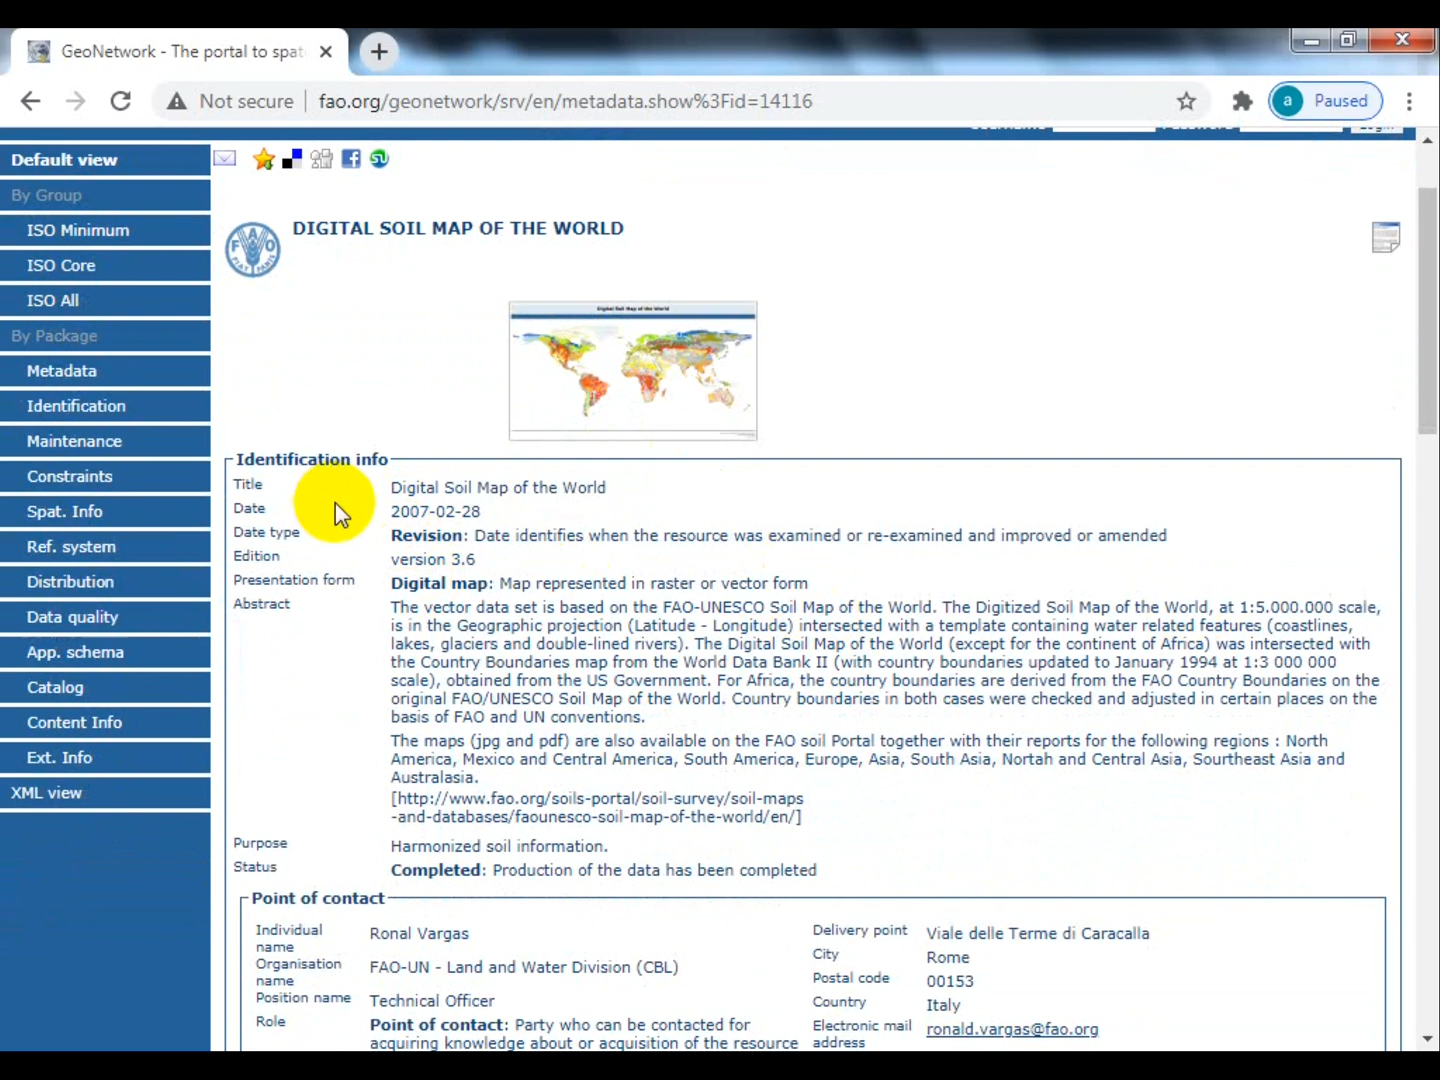 GeoNetwork - The portal to spat
Not secure
fao.org/geonetwork/srv/en/metadata.show%3Fid=14116
a
Paused
Default view
By Group
ISO Minimum
ISO Core
ISO All
By Package
Metadata
Identification
Maintenance
Constraints
Spat. Info
Ref. system
Distribution
Data quality
App. schema
Catalog
Content Info
Ext. Info
XML view
DIGITAL SOIL MAP OF THE WORLD
Digital Soil Map of the World
Identification info
Title
Digital Soil Map of the World
Date
2007-02-28
Date type
Revision: Date identifies when the resource was examined or re-examined and improved or amended
Edition
version 3.6
Presentation form
Digital map: Map represented in raster or vector form
Abstract
The vector data set is based on the FAO-UNESCO Soil Map of the World. The Digitized Soil Map of the World, at 1:5.000.000 scale,
is in the Geographic projection (Latitude - Longitude) intersected with a template containing water related features (coastlines,
lakes, glaciers and double-lined rivers). The Digital Soil Map of the World (except for the continent of Africa) was intersected with
the Country Boundaries map from the World Data Bank II (with country boundaries updated to January 1994 at 1:3 000 000
scale), obtained from the US Government. For Africa, the country boundaries are derived from the FAO Country Boundaries on the
original FAO/UNESCO Soil Map of the World. Country boundaries in both cases were checked and adjusted in certain places on the
basis of FAO and UN conventions.
The maps (jpg and pdf) are also available on the FAO soil Portal together with their reports for the following regions : North
America, Mexico and Central America, South America, Europe, Asia, South Asia, Nortah and Central Asia, Sourtheast Asia and
Australasia.
[http://www.fao.org/soils-portal/soil-survey/soil-maps
-and-databases/faounesco-soil-map-of-the-world/en/]
Purpose
Harmonized soil information.
Status
Completed: Production of the data has been completed
Point of contact
Individual
name
Ronal Vargas
Organisation
name
FAO-UN - Land and Water Division (CBL)
Position name
Technical Officer
Role
Point of contact: Party who can be contacted for
acquiring knowledge about or acquisition of the resource
Delivery point
Viale delle Terme di Caracalla
City
Rome
Postal code
00153
Country
Italy
Electronic mail
address
ronald.vargas@fao.org